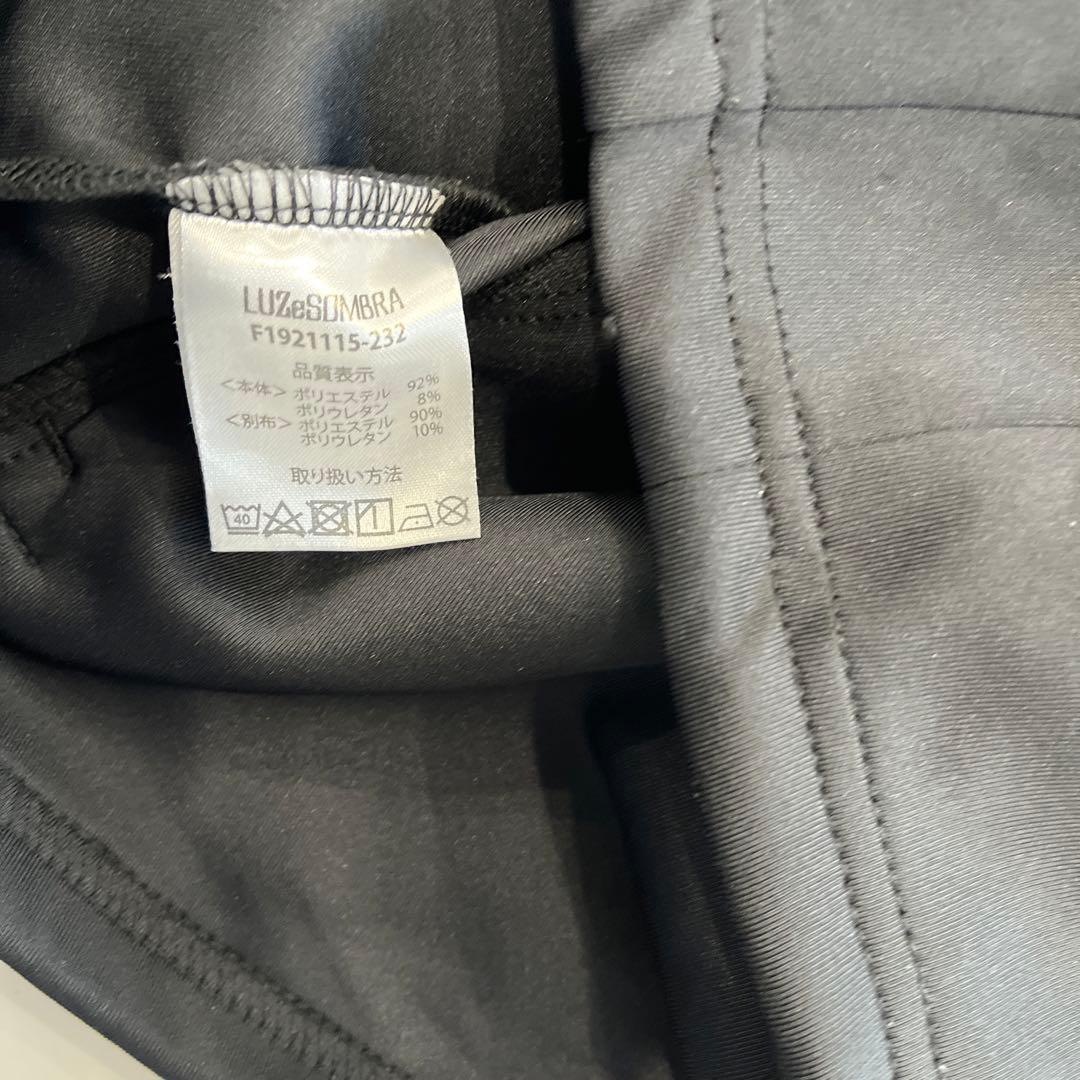 LUZeSOMBRA
F1921115-232
品質表示
<本体> ポリエステル 92%
ポリウレタン 8%
<別布> ポリエステル 90%
ポリウレタン 10%
取り扱い方法
40